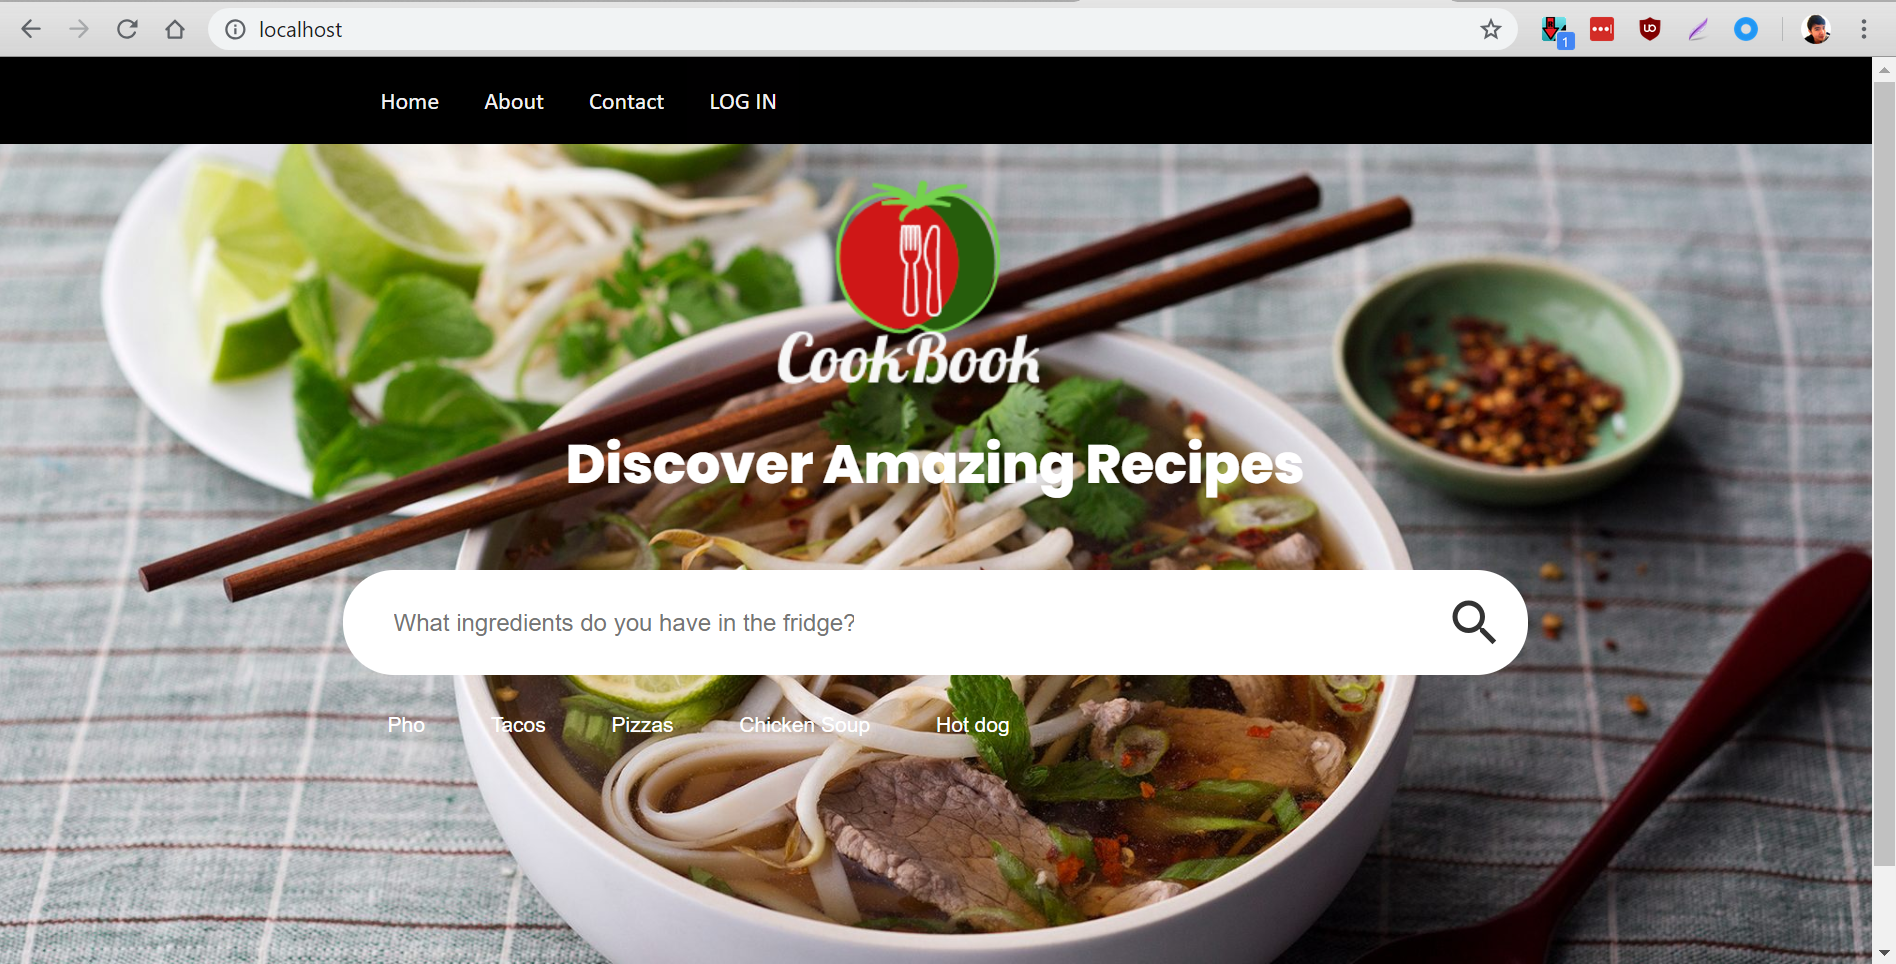 localhost
1
Home About Contact LOG IN
CookBook
Discover Amazing Recipes
What ingredients do you have in the fridge?
Pho Tacos Pizzas Chicken Soup Hot dog